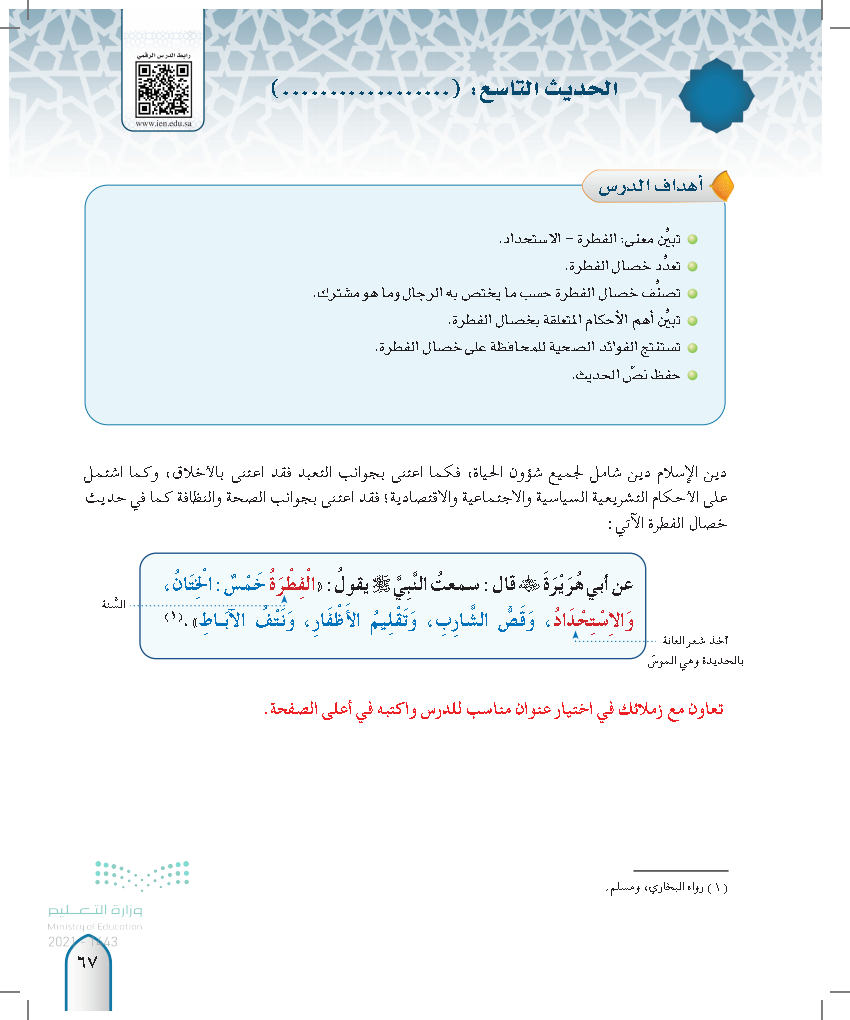 رابط الدرس الرقمي
www.ien.edu.sa
الحديث التاسع: (..................)
أهداف الدرس
تبيُّن معنى: الفطرة – الاستحداد.
تعدُّد خصال الفطرة.
تصنُّف خصال الفطرة حسب ما يختص به الرجال وما هو مشترك.
تبيُّن أهم الأحكام المتعلقة بخصال الفطرة.
تستنتج الفوائد الصحية للمحافظة على خصال الفطرة.
حفظ نصّ الحديث.
دين الإسلام دين شامل لجميع شؤون الحياة، فكما اعتنى بجوانب التعبد فقد اعتنى بالأخلاق، وكما اشتمل
على الأحكام التشريعية السياسية والاجتماعية والاقتصادية؛ فقد اعتنى بجوانب الصحة والنظافة كما في حديث
خصال الفطرة الآتي:
عن أبي هُرَيْرَةَ رضي الله عنه قال: سمعتُ النَّبِيَّ ﷺ يقولُ: «الْفِطْرَةُ خَمْسٌ: الْخِتَانُ،
السُّنة
وَالاِسْتِحْدَادُ، وَقَصُّ الشَّارِبِ، وَتَقْلِيمُ الأَظْفَارِ، وَنَتْفُ الآبَاطِ». (١)
أخذ شعر العانة
بالحديدة وهي الموسَ
تعاون مع زملائك في اختيار عنوان مناسب للدرس واكتبه في أعلى الصفحة.
(١) رواه البخاري، ومسلم.
وزارة التعليم
Ministry of Education
2021 - 1443
٦٧